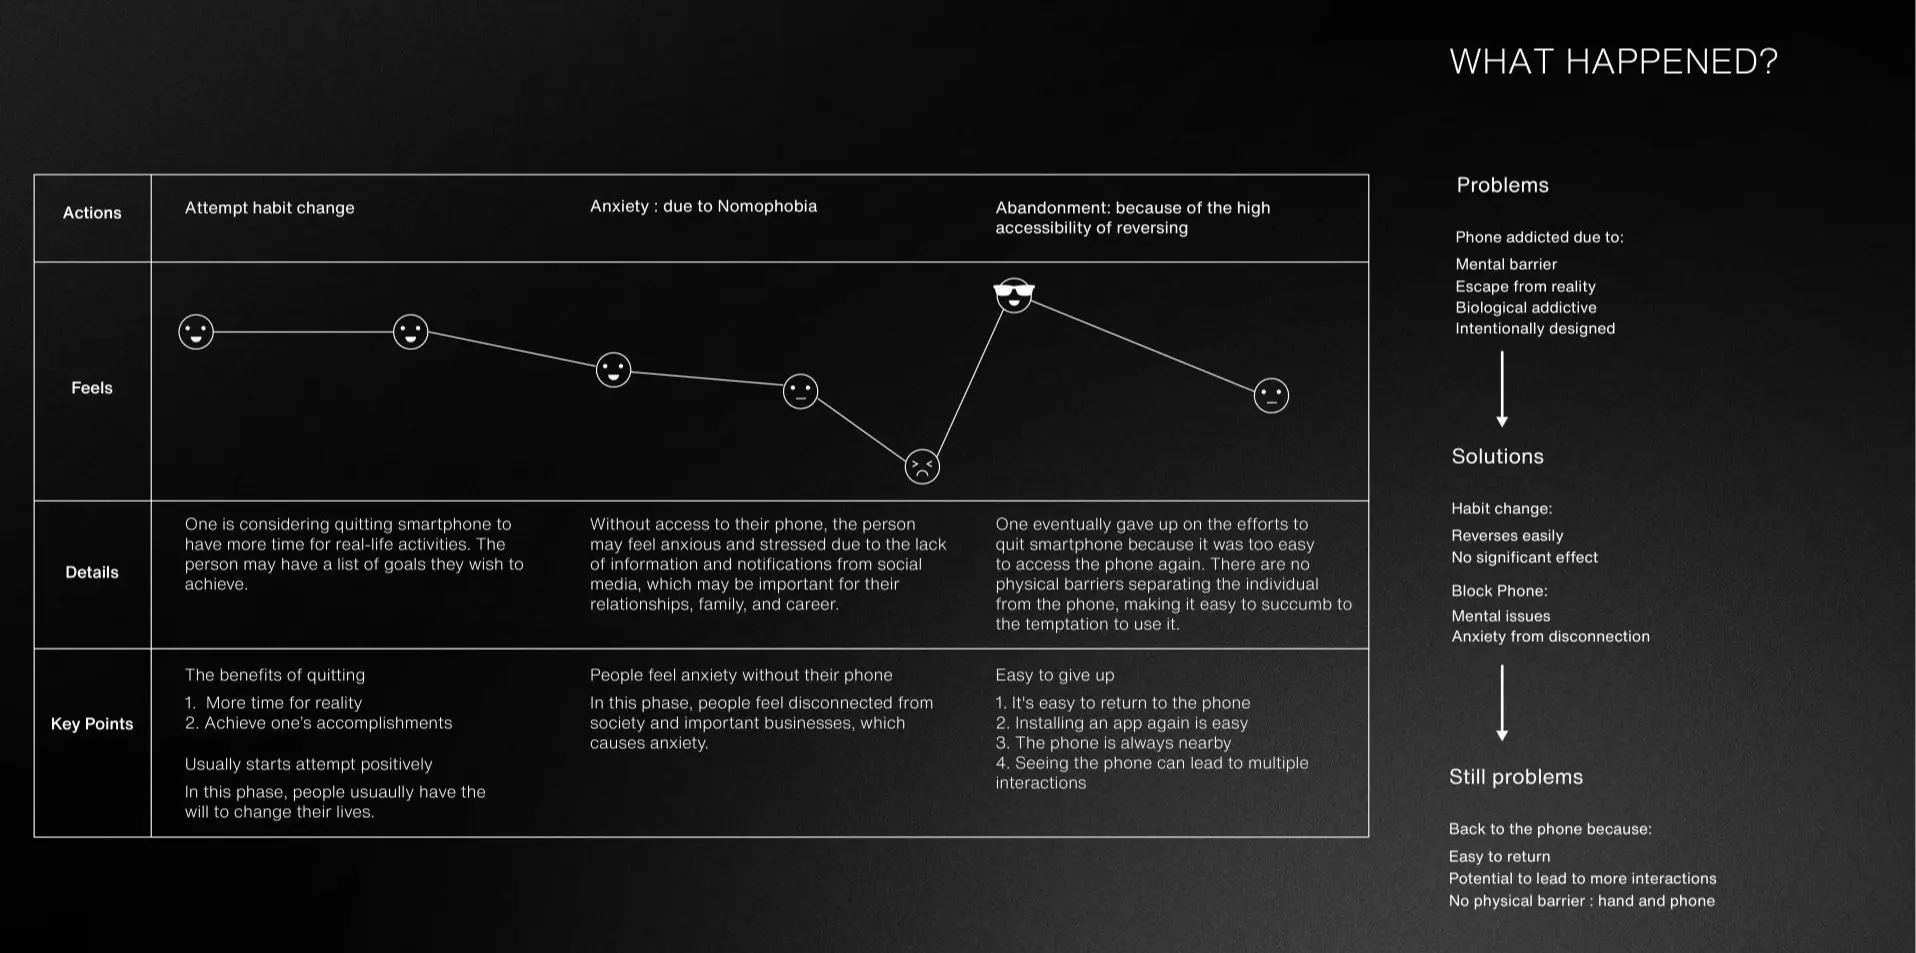 WHAT HAPPENED?
Actions
Attempt habit change
Anxiety : due to Nomophobia
Abandonment: because of the high
accessibility of reversing
Feels
Details
One is considering quitting smartphone to
have more time for real-life activities. The
person may have a list of goals they wish to
achieve.
Without access to their phone, the person
may feel anxious and stressed due to the lack
of information and notifications from social
media, which may be important for their
relationships, family, and career.
One eventually gave up on the efforts to
quit smartphone because it was too easy
to access the phone again. There are no
physical barriers separating the individual
from the phone, making it easy to succumb to
the temptation to use it.
Key Points
The benefits of quitting
1. More time for reality
2. Achieve one's accomplishments
Usually starts attempt positively
In this phase, people usuaully have the
will to change their lives.
People feel anxiety without their phone
In this phase, people feel disconnected from
society and important businesses, which
causes anxiety.
Easy to give up
1. It's easy to return to the phone
2. Installing an app again is easy
3. The phone is always nearby
4. Seeing the phone can lead to multiple
interactions
Problems
Phone addicted due to:
Mental barrier
Escape from reality
Biological addictive
Intentionally designed
Solutions
Habit change:
Reverses easily
No significant effect
Block Phone:
Mental issues
Anxiety from disconnection
Still problems
Back to the phone because:
Easy to return
Potential to lead to more interactions
No physical barrier : hand and phone